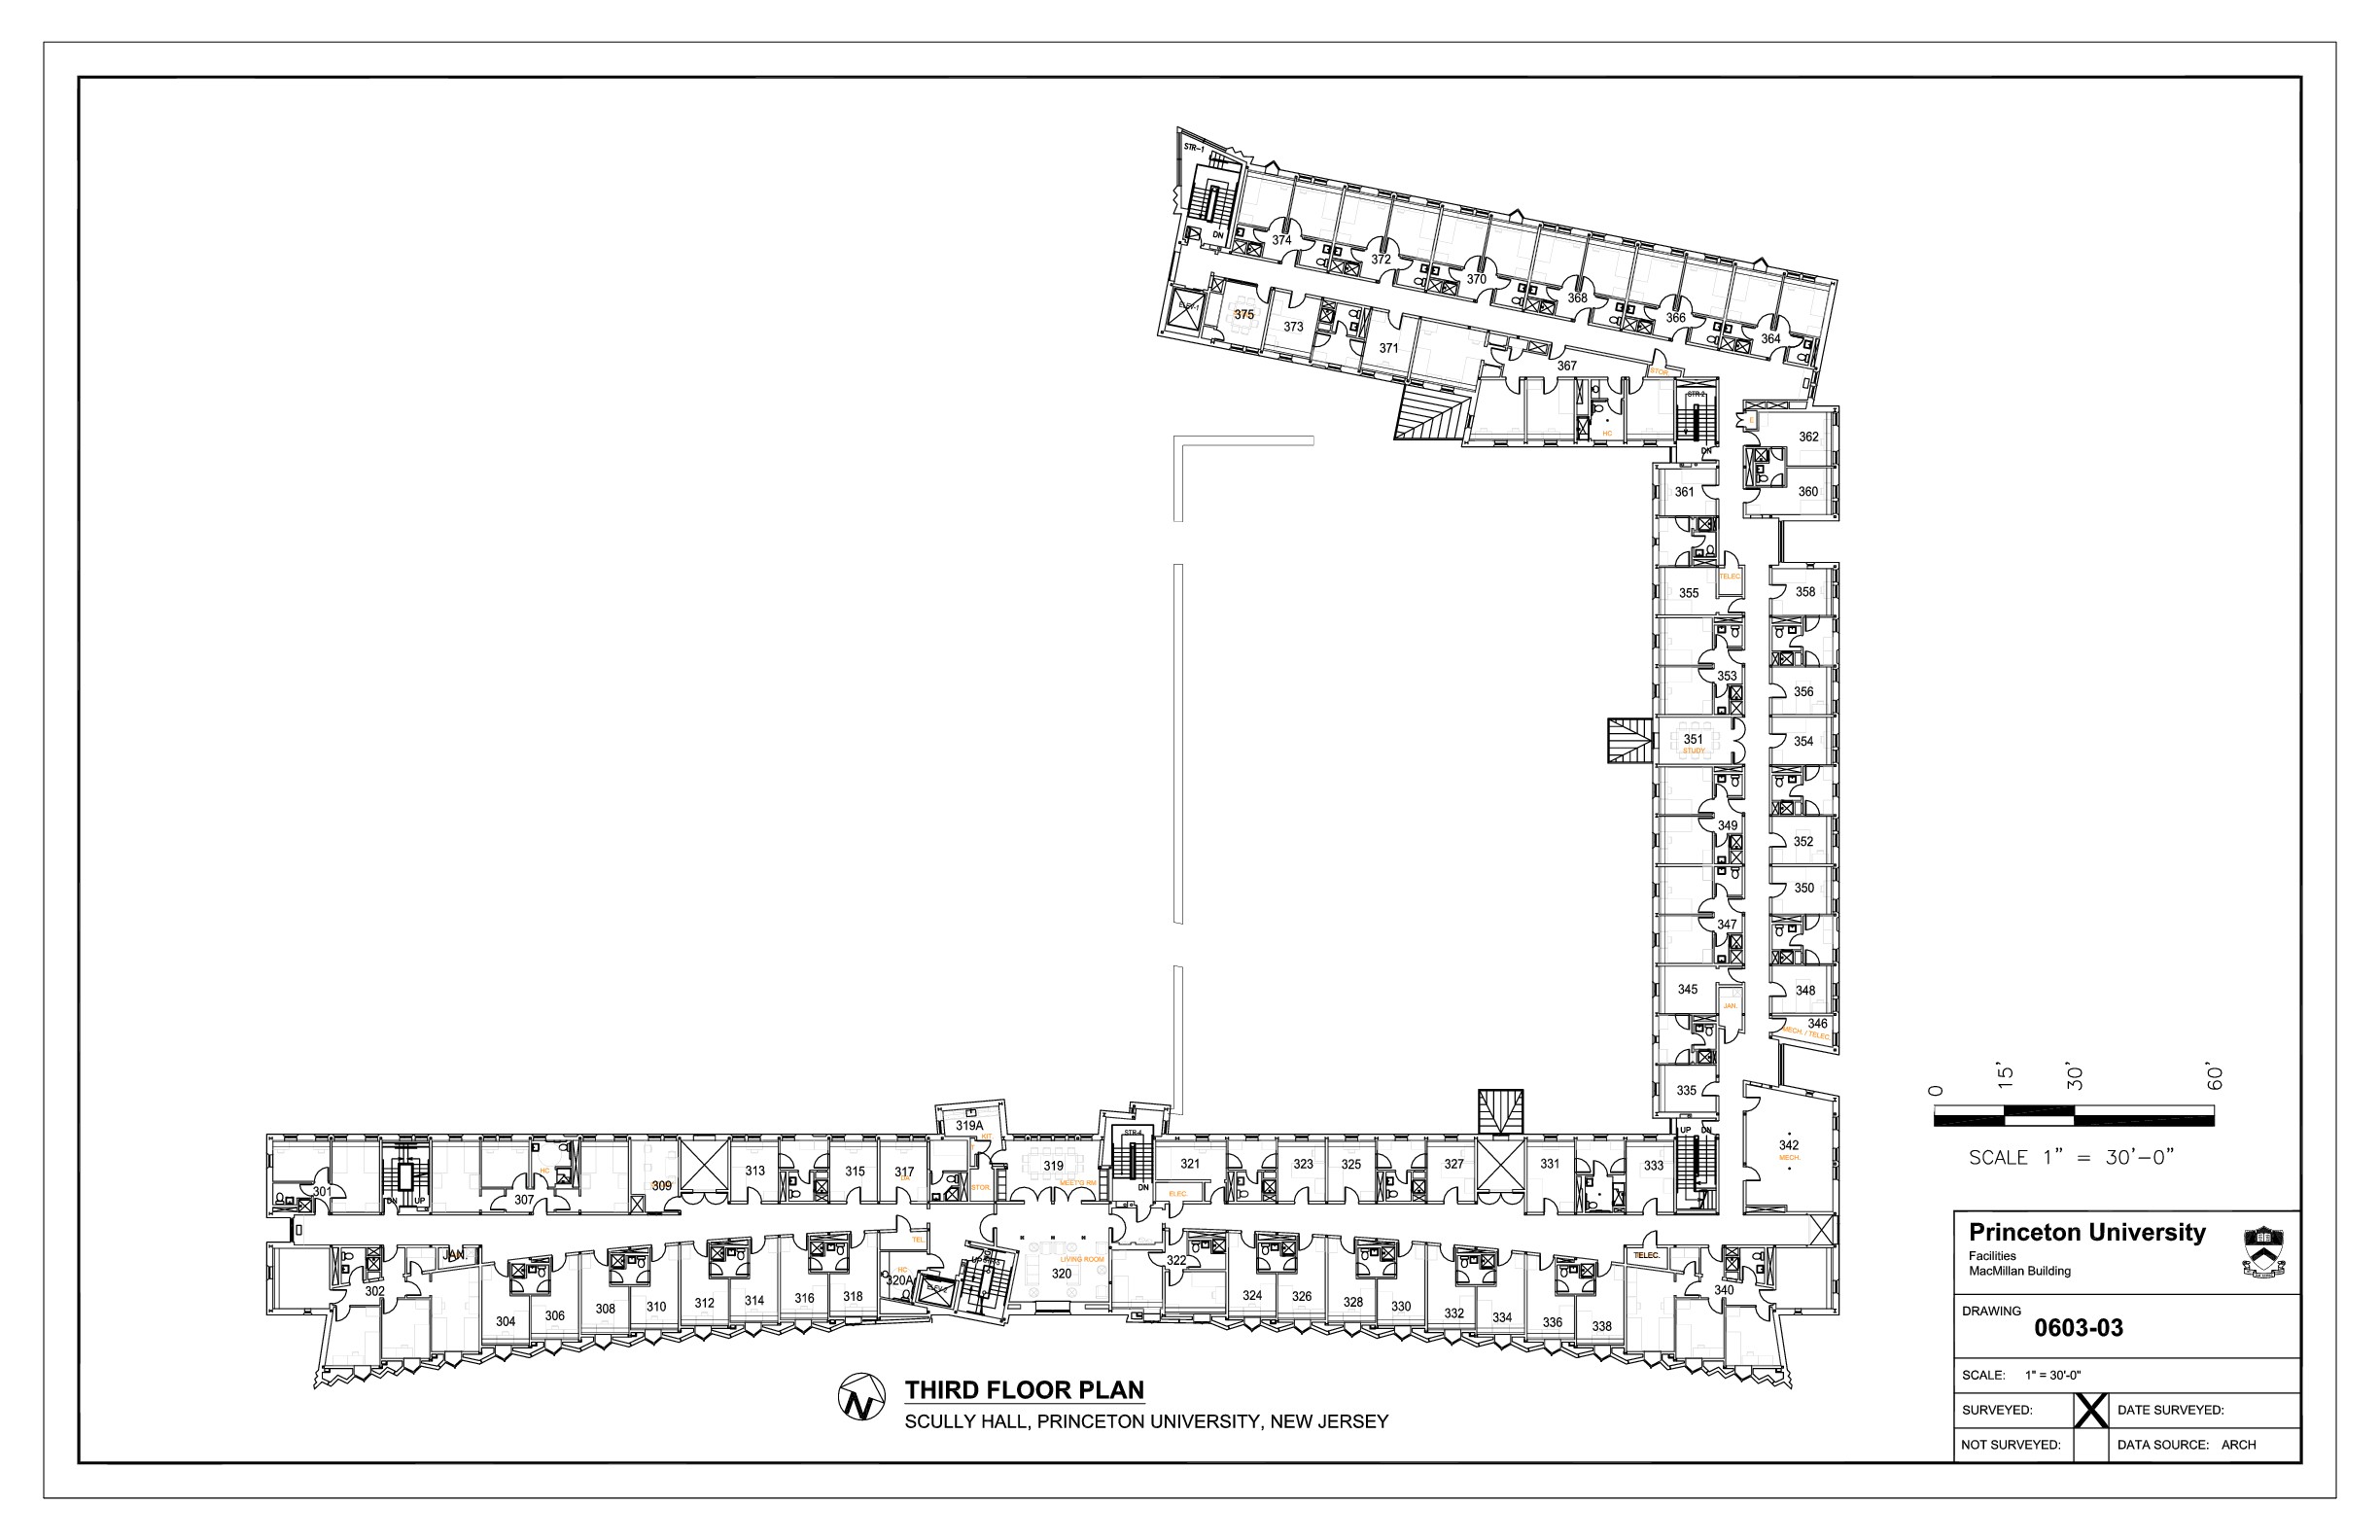 STR-1
DN
374
372
370
368
366
364
ELEV-1
375
373
371
367
STOR.
STR-2
HC
DN
E
362
361
360
TELEC.
355
358
353
356
351
STUDY
354
349
352
350
347
345
348
JAN.
346
MECH. / TELEC.
335
UP DN
342
MECH.
319A
KIT
STR-4
301
DN UP
307
HC
309
313
315
317
STOR.
319
MEET'G RM
DN
321
ELEC.
323
325
327
331
333
302
JAN.
304
306
308
310
312
314
316
318
TEL.
HC
320A
ELEV-2
UP
LIVING ROOM
320
322
324
326
328
330
332
334
336
338
TELEC.
340
0 15' 30' 60'
SCALE 1" = 30'-0"
N
THIRD FLOOR PLAN
SCULLY HALL, PRINCETON UNIVERSITY, NEW JERSEY
Princeton University
Facilities
MacMillan Building
DRAWING
0603-03
SCALE: 1" = 30'-0"
SURVEYED: X DATE SURVEYED:
NOT SURVEYED: DATA SOURCE: ARCH